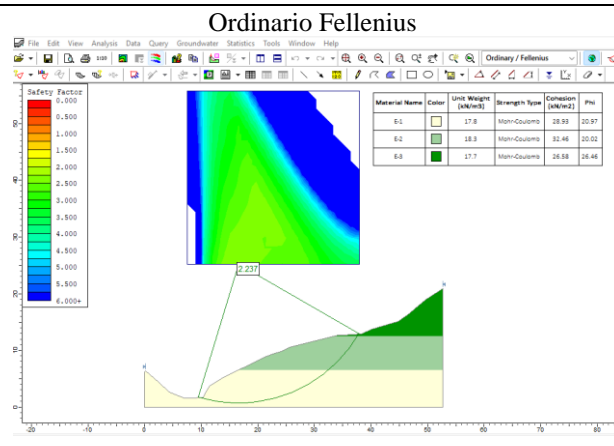 Ordinario Fellenius
File Edit View Analysis Data Query Groundwater Statistics Tools Window Help
Ordinary / Fellenius
Safety Factor
0.000
0.500
1.000
1.500
2.000
2.500
3.000
3.500
4.000
4.500
5.000
5.500
6.000+
Material Name Color Unit Weight (kN/m3) Strength Type Cohesion (kN/m2) Phi
E-1 17.8 Mohr-Coulomb 28.93 20.97
E-2 18.3 Mohr-Coulomb 32.46 20.02
E-3 17.7 Mohr-Coulomb 26.58 26.46
2.237
50
40
30
20
10
0
-20 -10 0 10 20 30 40 50 60 70 80